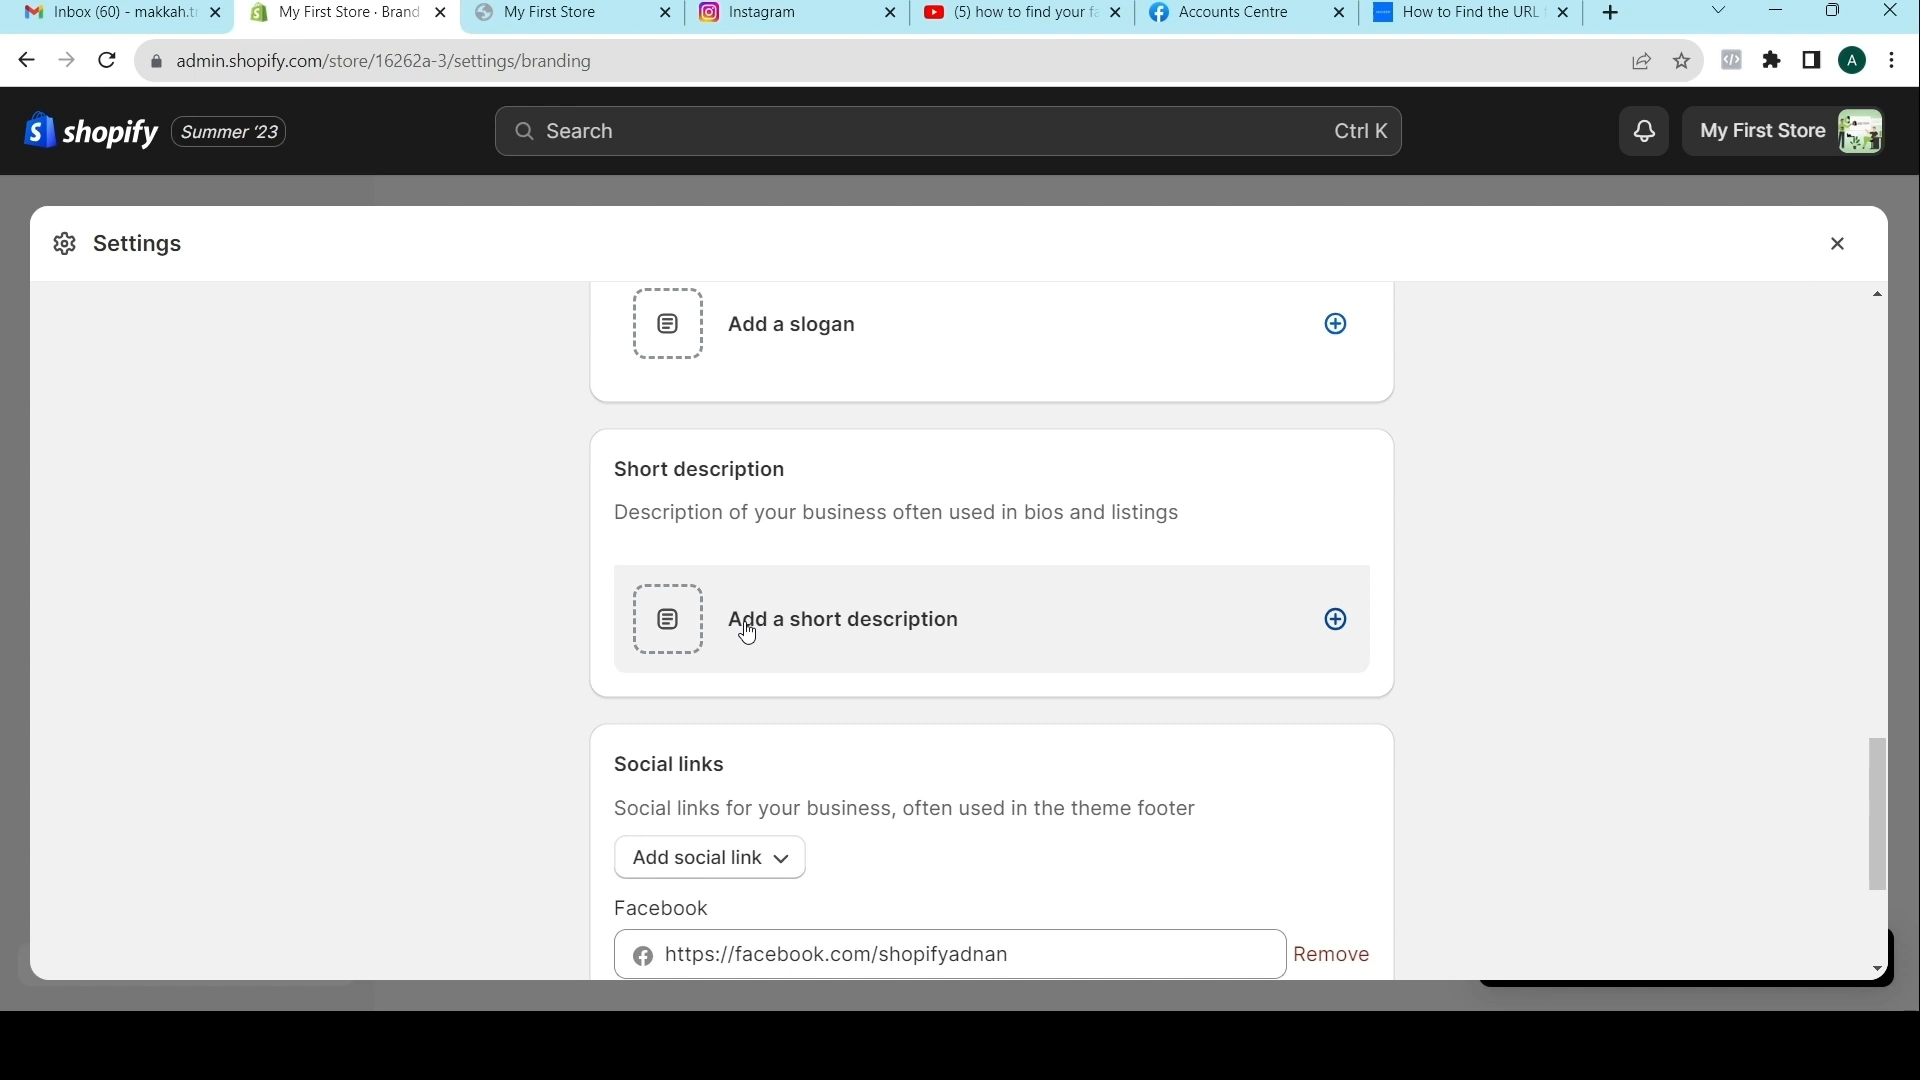 Inbox (60) - makkah.t
My First Store · Brand
My First Store
Instagram
(5) how to find your fa
Accounts Centre
How to Find the URL
admin.shopify.com/store/16262a-3/settings/branding
A
shopify
Summer '23
Search
Ctrl K
My First Store
Settings
Add a slogan
Short description
Description of your business often used in bios and listings
Add a short description
Social links
Social links for your business, often used in the theme footer
Add social link
Facebook
https://facebook.com/shopifyadnan
Remove